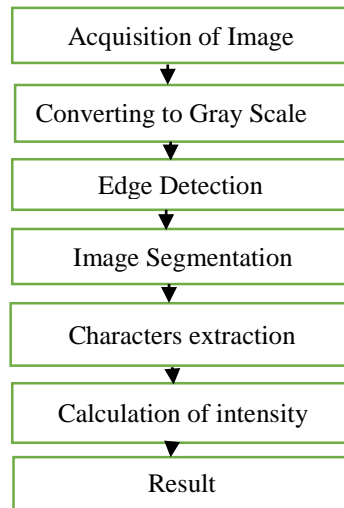 Acquisition of Image
Converting to Gray Scale
Edge Detection
Image Segmentation
Characters extraction
Calculation of intensity
Result